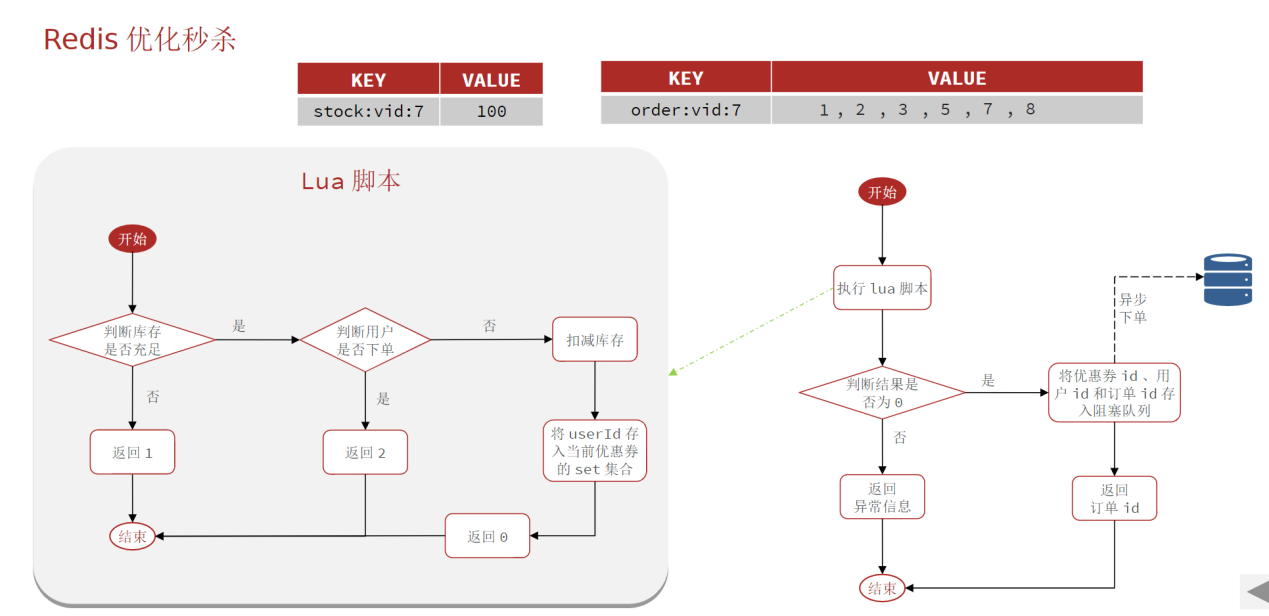 Redis 优化秒杀
KEY VALUE
stock:vid:7 100
KEY VALUE
order:vid:7 1 , 2 , 3 , 5 , 7 , 8
Lua 脚本
开始
判断库存
是否充足
是
判断用户
是否下单
否
扣减库存
否
是
返回 1
返回 2
将 userId 存
入当前优惠券
的 set 集合
结束
返回 0
开始
执行 lua 脚本
判断结果是
否为 0
是
将优惠券 id 、用
户 id 和订单 id 存
入阻塞队列
异步
下单
否
返回
异常信息
返回
订单 id
结束